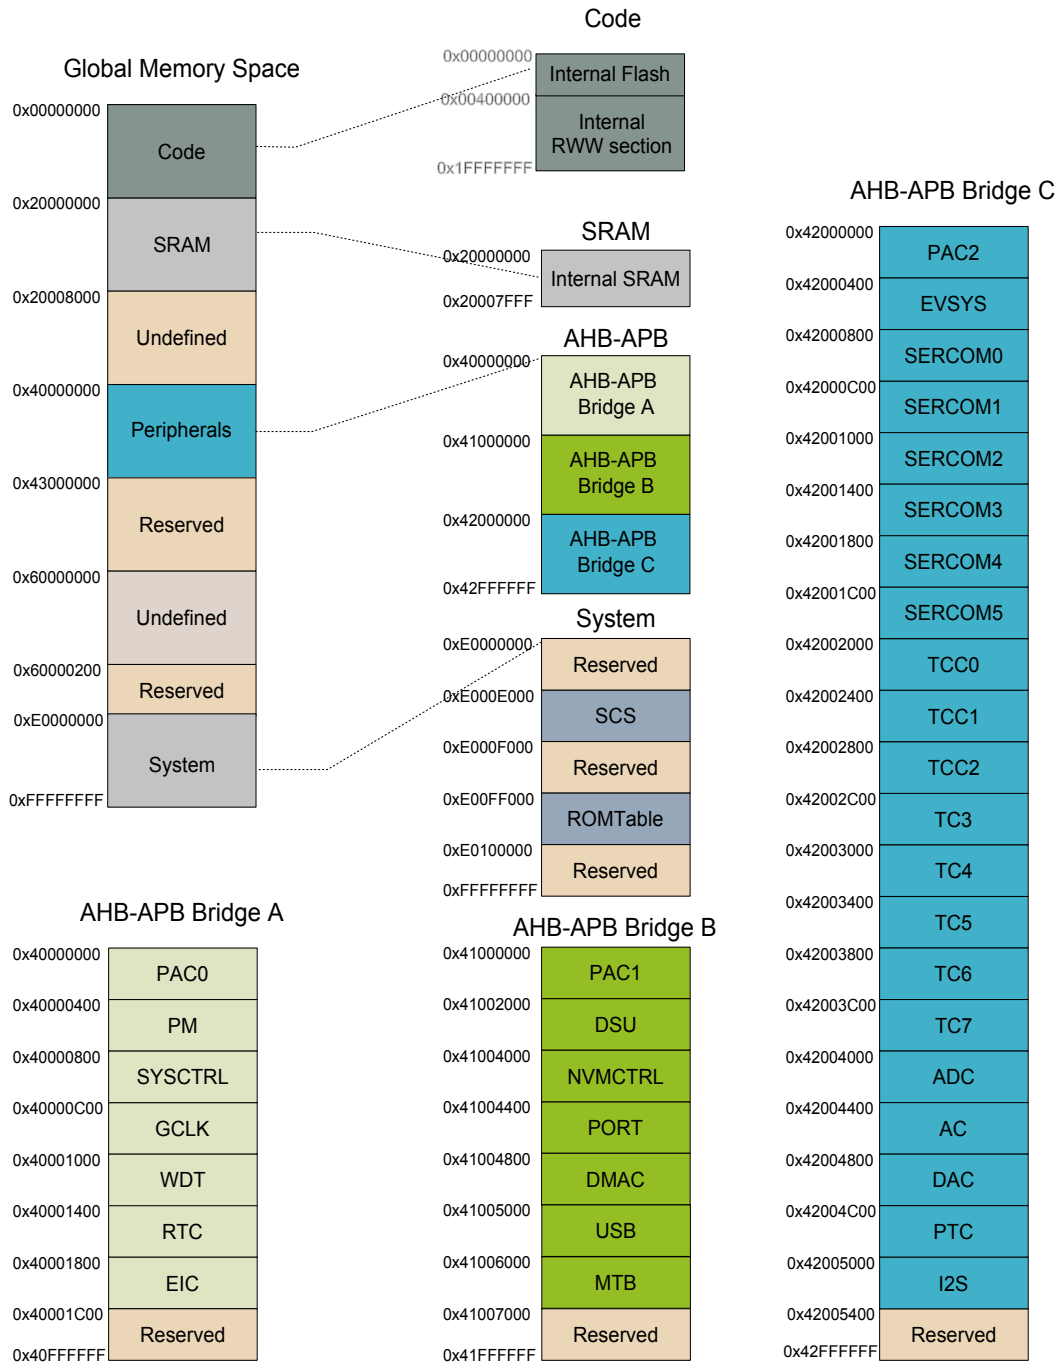 Global Memory Space
0x00000000
Code
0x20000000
SRAM
0x20008000
Undefined
0x40000000
Peripherals
0x43000000
Reserved
0x60000000
Undefined
0x60000200
Reserved
0xE0000000
System
0xFFFFFFFF
Code
0x00000000
Internal Flash
0x00400000
Internal
RWW section
0x1FFFFFFF
SRAM
0x20000000
Internal SRAM
0x20007FFF
AHB-APB
0x40000000
AHB-APB
Bridge A
0x41000000
AHB-APB
Bridge B
0x42000000
AHB-APB
Bridge C
0x42FFFFFF
System
0xE0000000
Reserved
0xE000E000
SCS
0xE000F000
Reserved
0xE00FF000
ROMTable
0xE0100000
Reserved
0xFFFFFFFF
AHB-APB Bridge A
0x40000000
PAC0
0x40000400
PM
0x40000800
SYSCTRL
0x40000C00
GCLK
0x40001000
WDT
0x40001400
RTC
0x40001800
EIC
0x40001C00
Reserved
0x40FFFFFF
AHB-APB Bridge B
0x41000000
PAC1
0x41002000
DSU
0x41004000
NVMCTRL
0x41004400
PORT
0x41004800
DMAC
0x41005000
USB
0x41006000
MTB
0x41007000
Reserved
0x41FFFFFF
AHB-APB Bridge C
0x42000000
PAC2
0x42000400
EVSYS
0x42000800
SERCOM0
0x42000C00
SERCOM1
0x42001000
SERCOM2
0x42001400
SERCOM3
0x42001800
SERCOM4
0x42001C00
SERCOM5
0x42002000
TCC0
0x42002400
TCC1
0x42002800
TCC2
0x42002C00
TC3
0x42003000
TC4
0x42003400
TC5
0x42003800
TC6
0x42003C00
TC7
0x42004000
ADC
0x42004400
AC
0x42004800
DAC
0x42004C00
PTC
0x42005000
I2S
0x42005400
Reserved
0x42FFFFFF